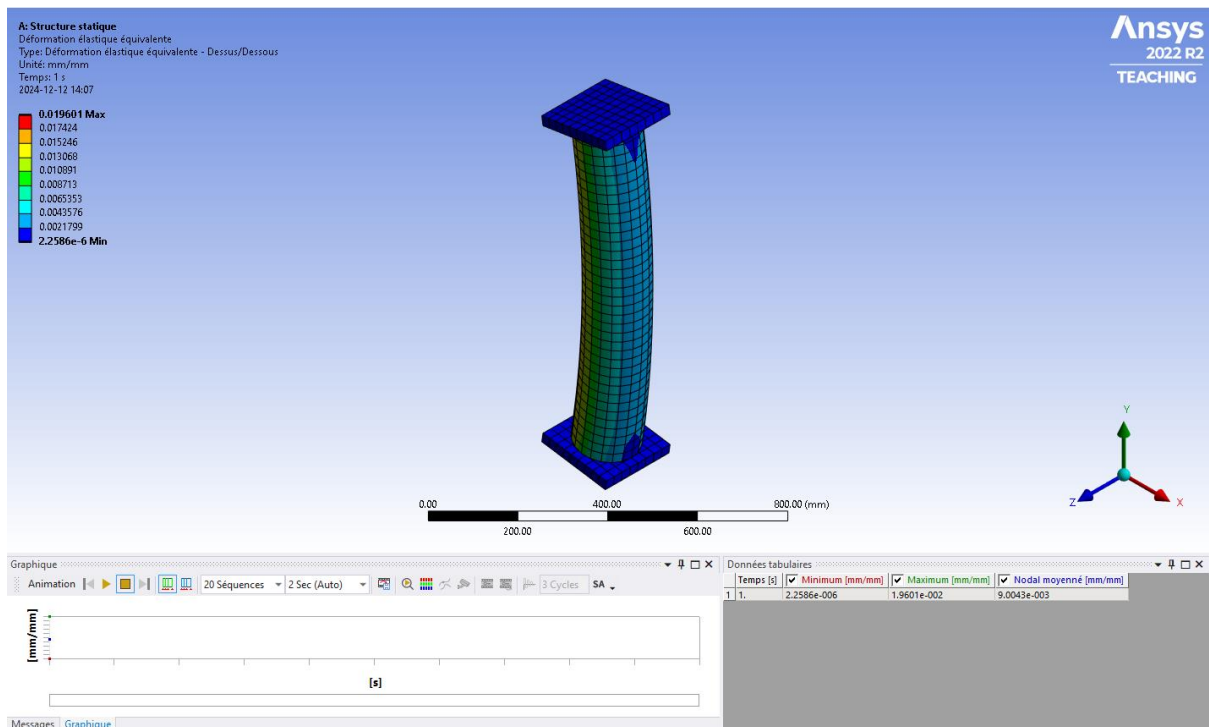 A: Structure statique
Déformation élastique équivalente
Type: Déformation élastique équivalente - Dessus/Dessous
Unité: mm/mm
Temps: 1 s
2024-12-12 14:07
0.019601 Max
0.017424
0.015246
0.013068
0.010891
0.008713
0.0065353
0.0043576
0.0021799
2.2586e-6 Min
Ansys
2022 R2
TEACHING
Y
Z
X
0.00 400.00 800.00 (mm)
200.00 600.00
Graphique
Animation 20 Séquences 2 Sec (Auto) 3 Cycles SA
[mm/mm]
[s]
Messages Graphique
Données tabulaires
Temps [s] Minimum [mm/mm] Maximum [mm/mm] Nodal moyenné [mm/mm]
1 1. 2.2586e-006 1.9601e-002 9.0043e-003